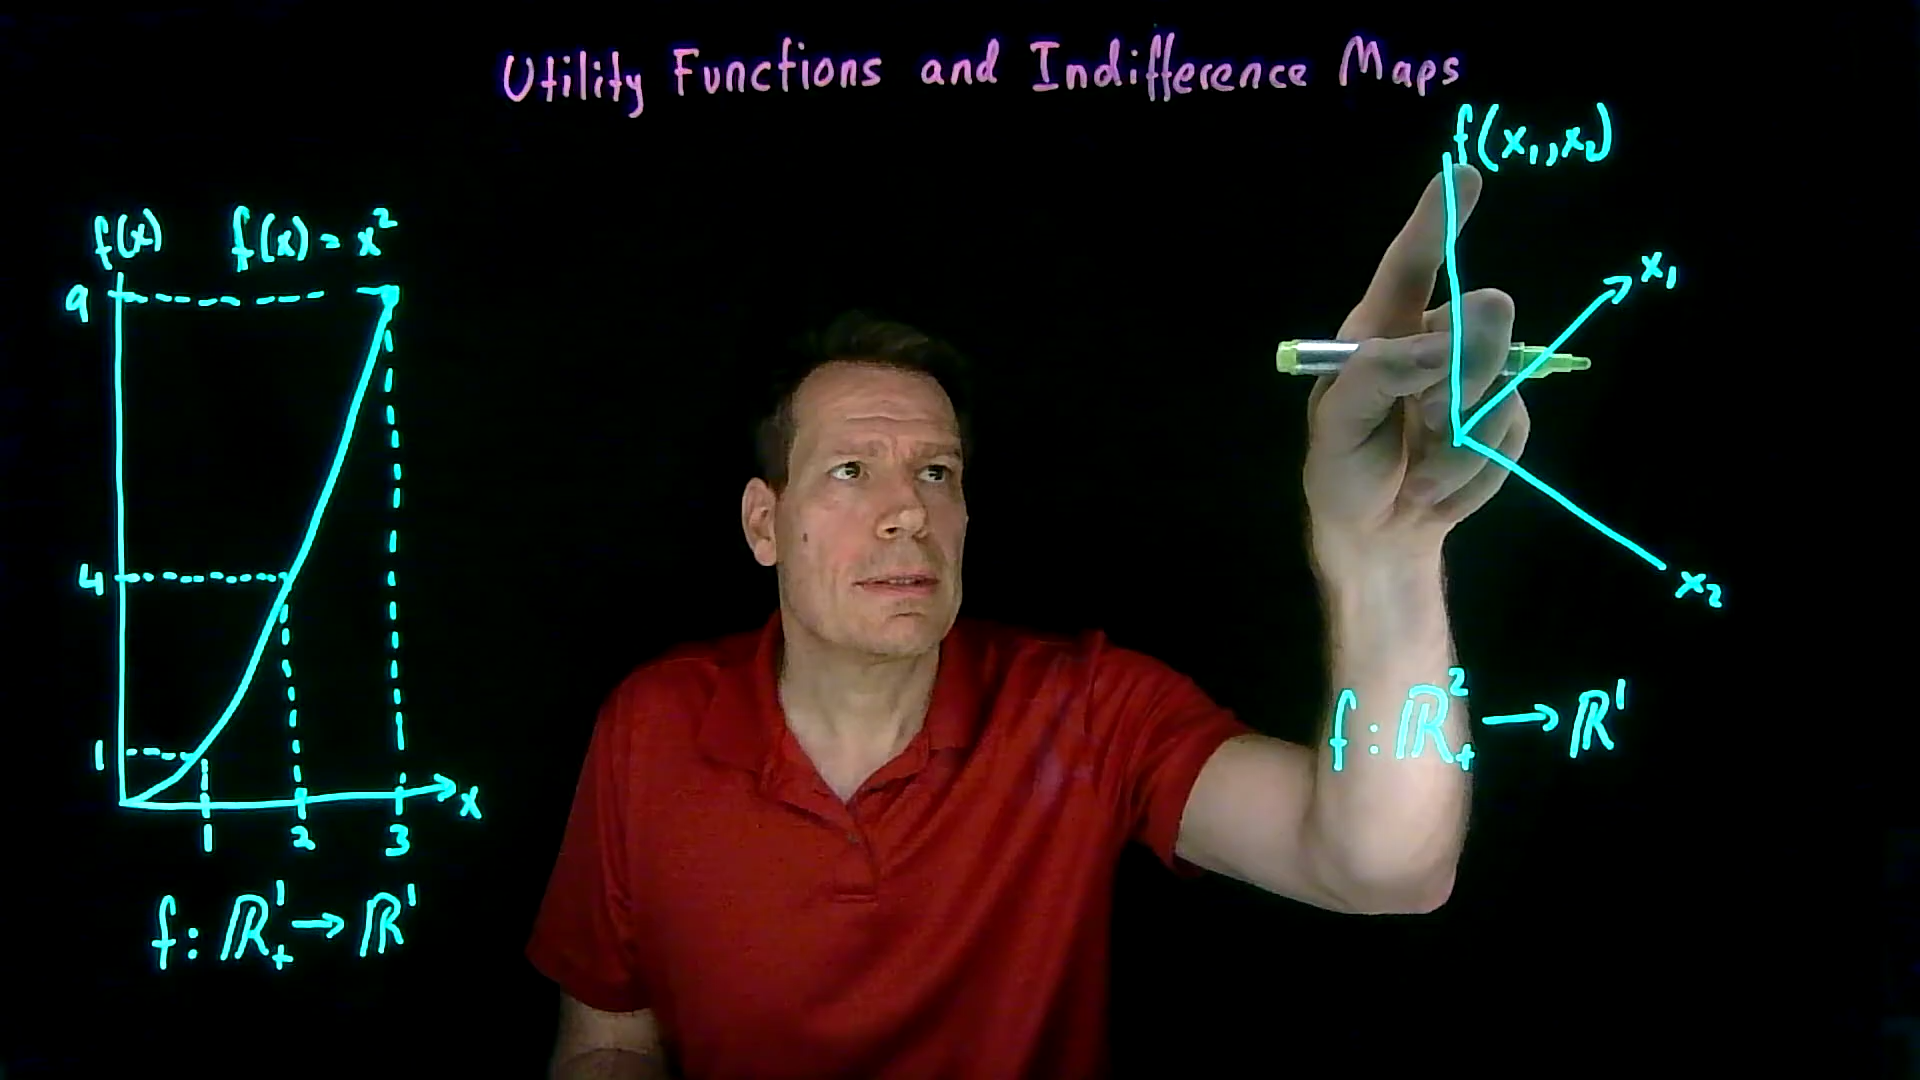 Utility Functions and Indifference Maps
f(x) f(x) = x²
9
4
1
1 2 3 x
f: ℝ¹₊ → ℝ¹
f(x₁,x₂)
x₁
x₂
f: ℝ²₊ → ℝ¹